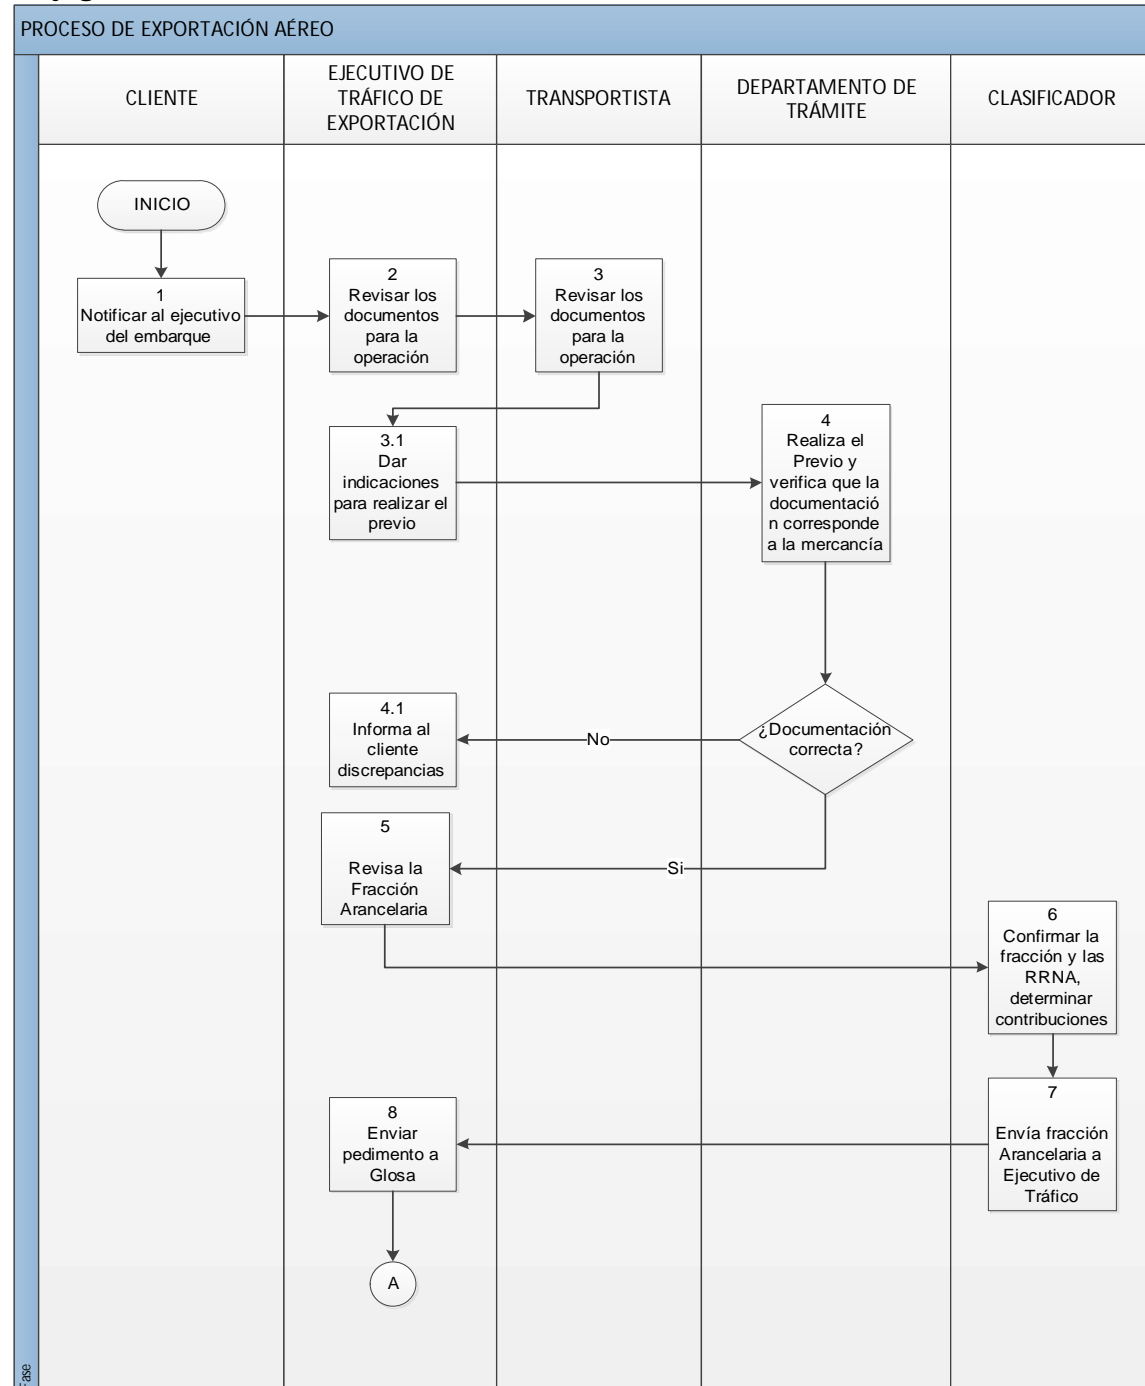 PROCESO DE EXPORTACIÓN AÉREO
CLIENTE
EJECUTIVO DE
TRÁFICO DE
EXPORTACIÓN
TRANSPORTISTA
DEPARTAMENTO DE
TRÁMITE
CLASIFICADOR
INICIO
1
Notificar al ejecutivo
del embarque
2
Revisar los
documentos
para la
operación
3
Revisar los
documentos
para la
operación
3.1
Dar
indicaciones
para realizar el
previo
4
Realiza el
Previo y
verifica que la
documentació
n corresponde
a la mercancía
¿Documentación
correcta?
No
4.1
Informa al
cliente
discrepancias
Si
5
Revisa la
Fracción
Arancelaria
6
Confirmar la
fracción y las
RRNA,
determinar
contribuciones
7
Envía fracción
Arancelaria a
Ejecutivo de
Tráfico
8
Enviar
pedimento a
Glosa
A
Fase